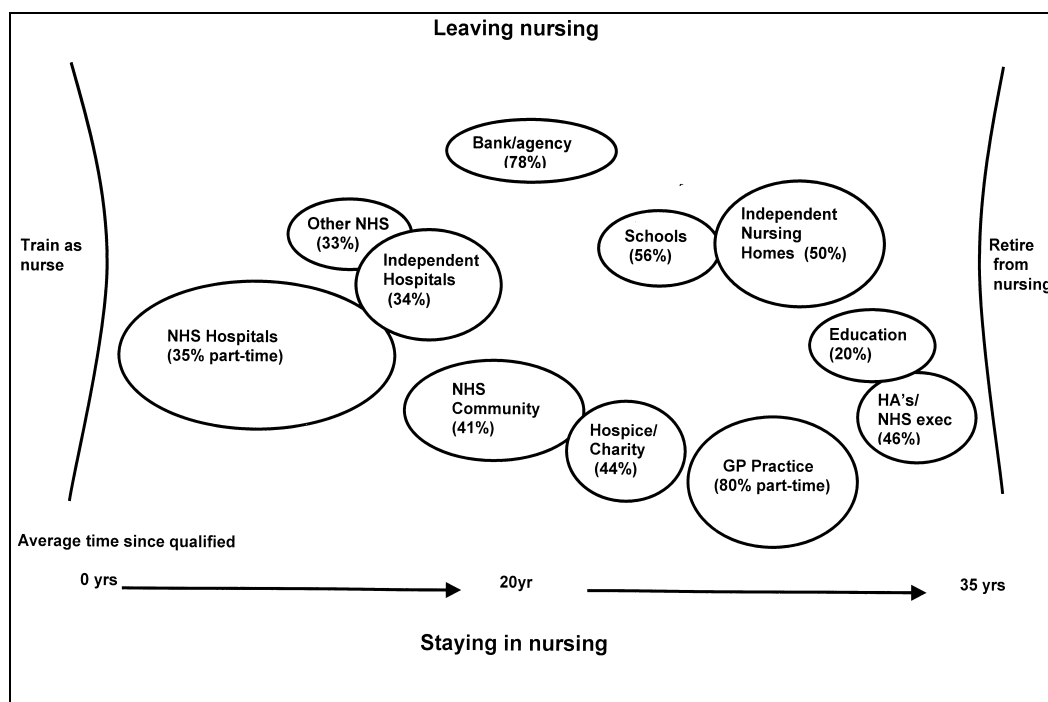 Leaving nursing
Bank/agency
(78%)
Other NHS
(33%)
Independent
Hospitals
(34%)
Schools
(56%)
Independent
Nursing
Homes (50%)
Train as
nurse
Retire
from
nursing
NHS Hospitals
(35% part-time)
Education
(20%)
NHS
Community
(41%)
HA's/
NHS exec
(46%)
Hospice/
Charity
(44%)
GP Practice
(80% part-time)
Average time since qualified
0 yrs
20yr
35 yrs
Staying in nursing